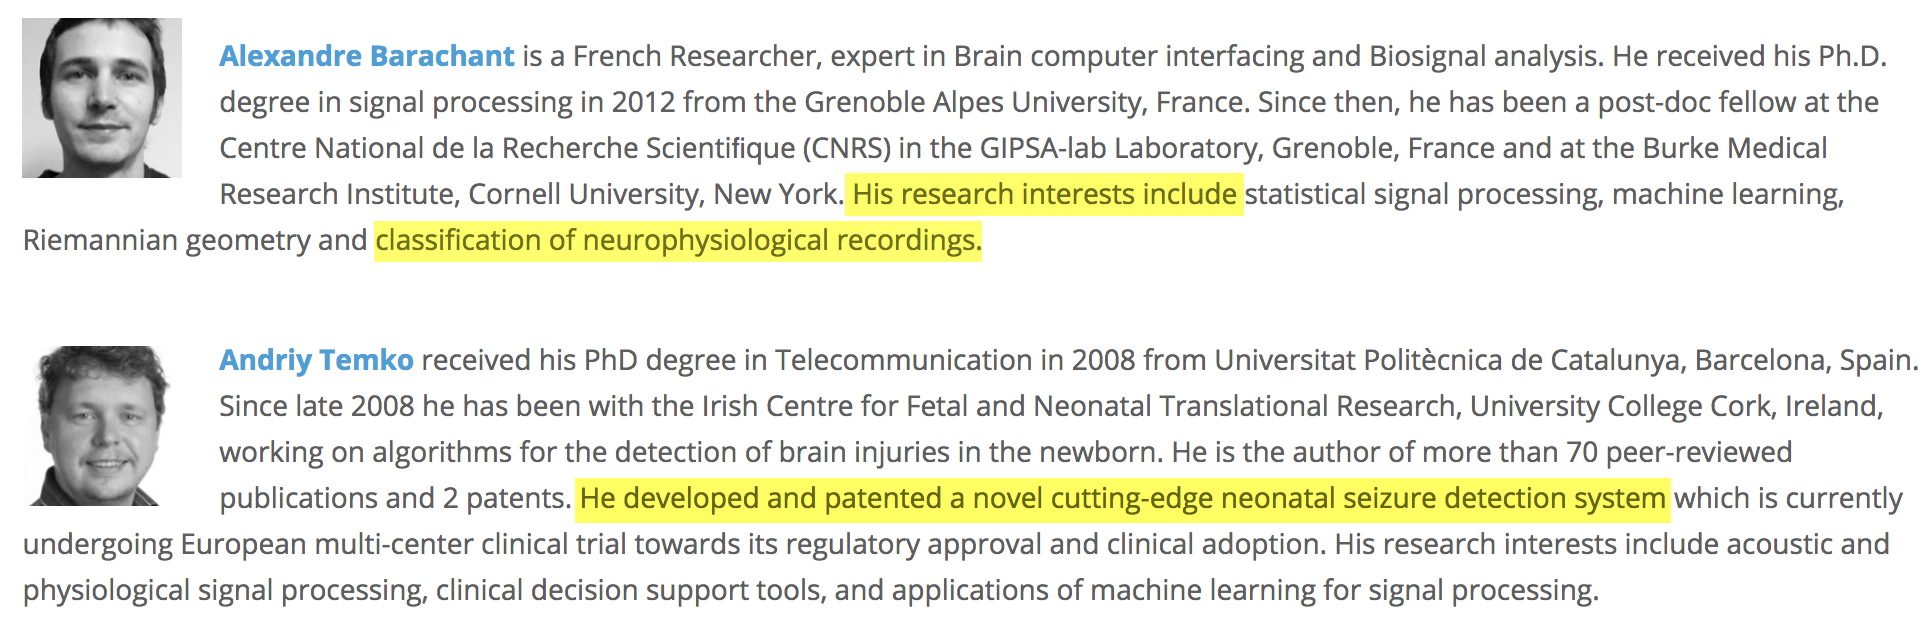 Alexandre Barachant is a French Researcher, expert in Brain computer interfacing and Biosignal analysis. He received his Ph.D.
degree in signal processing in 2012 from the Grenoble Alpes University, France. Since then, he has been a post-doc fellow at the
Centre National de la Recherche Scientifique (CNRS) in the GIPSA-lab Laboratory, Grenoble, France and at the Burke Medical
Research Institute, Cornell University, New York. His research interests include statistical signal processing, machine learning,
Riemannian geometry and classification of neurophysiological recordings.
Andriy Temko received his PhD degree in Telecommunication in 2008 from Universitat Politècnica de Catalunya, Barcelona, Spain.
Since late 2008 he has been with the Irish Centre for Fetal and Neonatal Translational Research, University College Cork, Ireland,
working on algorithms for the detection of brain injuries in the newborn. He is the author of more than 70 peer-reviewed
publications and 2 patents. He developed and patented a novel cutting-edge neonatal seizure detection system which is currently
undergoing European multi-center clinical trial towards its regulatory approval and clinical adoption. His research interests include acoustic and
physiological signal processing, clinical decision support tools, and applications of machine learning for signal processing.